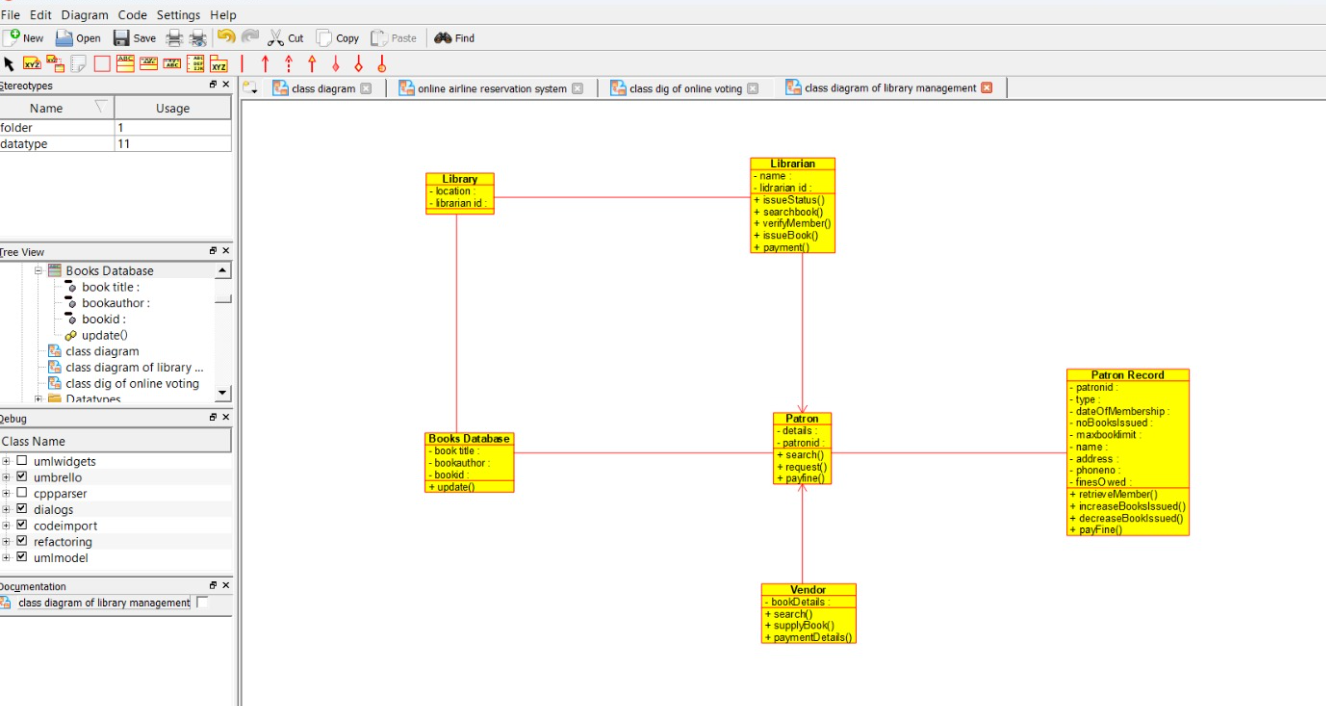 File Edit Diagram Code Settings Help
New Open Save Cut Copy Paste Find
Stereotypes
Name Usage
folder 1
datatype 11
Tree View
Books Database
book title :
bookauthor :
bookid :
update()
class diagram
class diagram of library ...
class dig of online voting
Datatypes
Debug
Class Name
umlwidgets
umbrello
cppparser
dialogs
codeimport
refactoring
umlmodel
Documentation
class diagram of library management
class diagram online airline reservation system class dig of online voting class diagram of library management
Library
- location :
- librarian id :
Librarian
- name :
- lidrarian id :
+ issueStatus()
+ searchbook()
+ verifyMember()
+ issueBook()
+ payment()
Books Database
- book title :
- bookauthor :
- bookid :
+ update()
Patron
- details :
- patronid :
+ search()
+ request()
+ payfine()
Patron Record
- patronid :
- type :
- dateOfMembership :
- noBooksIssued :
- maxbooklimit :
- name :
- address :
- phoneno :
- finesOwed :
+ retrieveMember()
+ increaseBooksIssued()
+ decreaseBookIssued()
+ payFine()
Vendor
- bookDetails :
+ search()
+ supplyBook()
+ paymentDetails()